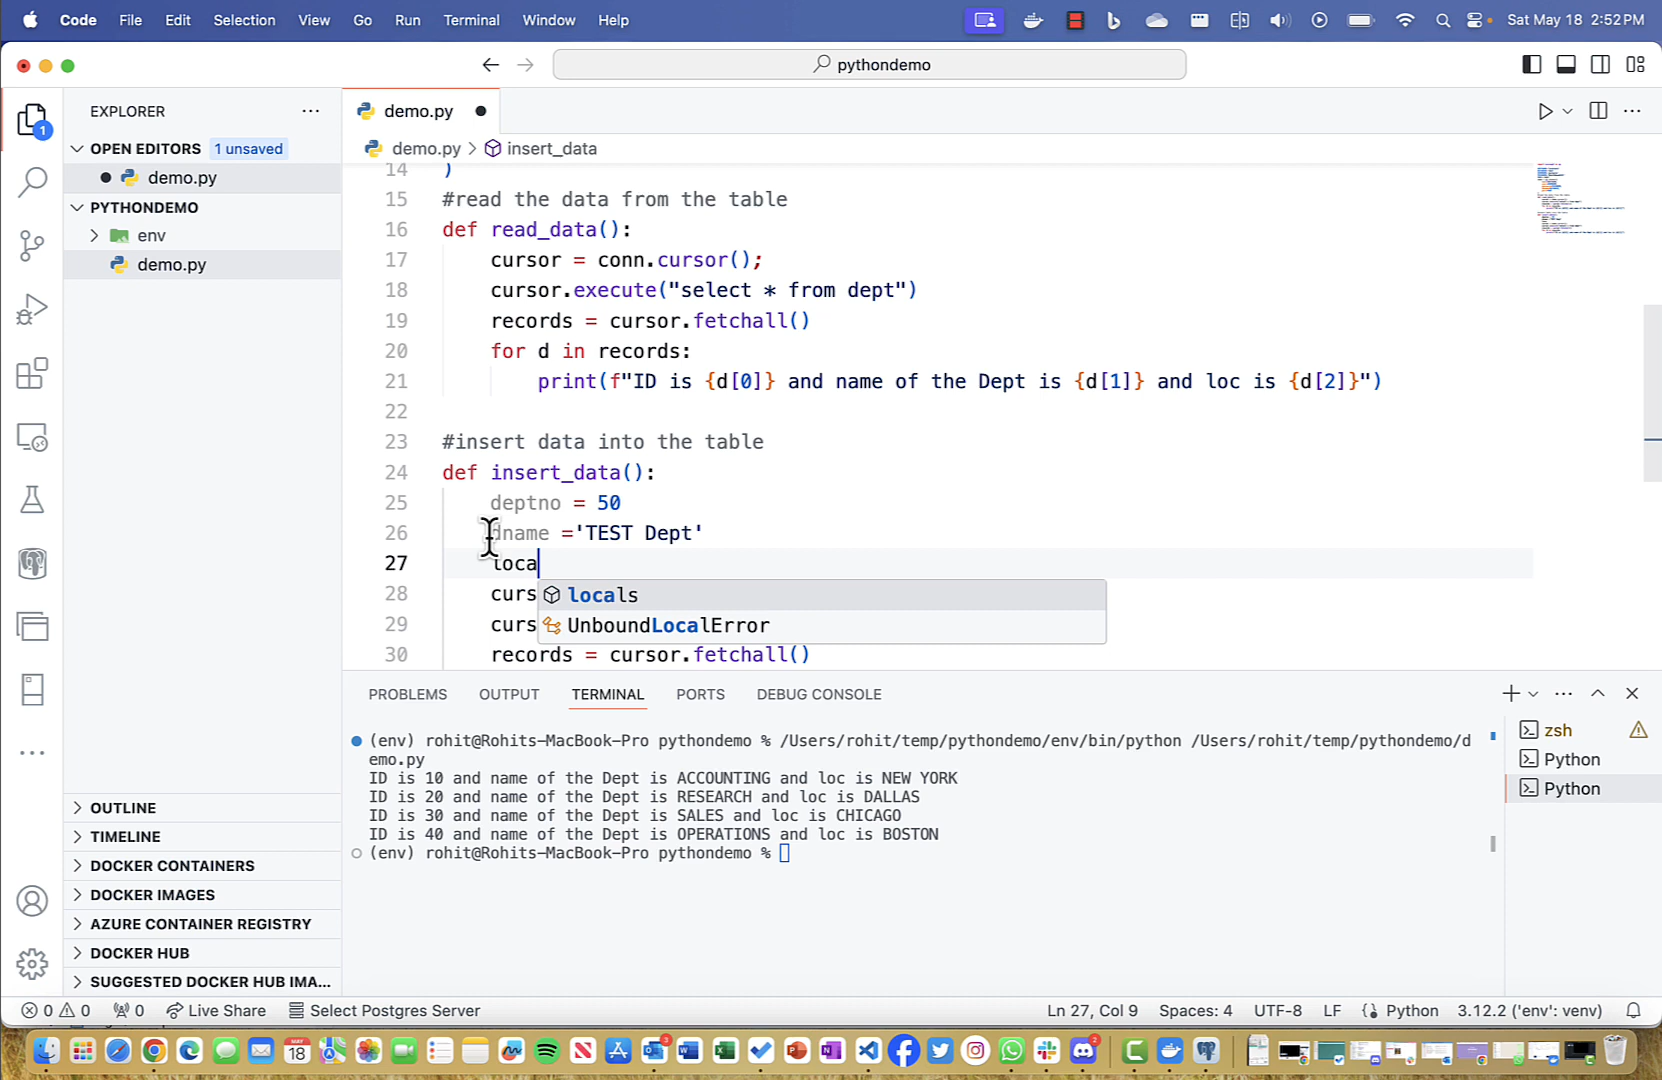 Code File Edit Selection View Go Run Terminal Window Help
Sat May 18 2:52 PM
pythondemo
1
EXPLORER
OPEN EDITORS 1 unsaved
demo.py
PYTHONDEMO
env
demo.py
OUTLINE
TIMELINE
DOCKER CONTAINERS
DOCKER IMAGES
AZURE CONTAINER REGISTRY
DOCKER HUB
SUGGESTED DOCKER HUB IMA...
demo.py
demo.py > insert_data
14 )
15 #read the data from the table
16 def read_data():
17 cursor = conn.cursor();
18 cursor.execute("select * from dept")
19 records = cursor.fetchall()
20 for d in records:
21 print(f"ID is {d[0]} and name of the Dept is {d[1]} and loc is {d[2]}")
22
23 #insert data into the table
24 def insert_data():
25 deptno = 50
26 dname ='TEST Dept'
27 loca
28 curs
29 curs
30 records = cursor.fetchall()
locals
UnboundLocalError
PROBLEMS OUTPUT TERMINAL PORTS DEBUG CONSOLE
(env) rohit@Rohits-MacBook-Pro pythondemo % /Users/rohit/temp/pythondemo/env/bin/python /Users/rohit/temp/pythondemo/d
emo.py
ID is 10 and name of the Dept is ACCOUNTING and loc is NEW YORK
ID is 20 and name of the Dept is RESEARCH and loc is DALLAS
ID is 30 and name of the Dept is SALES and loc is CHICAGO
ID is 40 and name of the Dept is OPERATIONS and loc is BOSTON
(env) rohit@Rohits-MacBook-Pro pythondemo %
zsh
Python
Python
0 0 0 Live Share Select Postgres Server
Ln 27, Col 9 Spaces: 4 UTF-8 LF Python 3.12.2 ('env': venv)